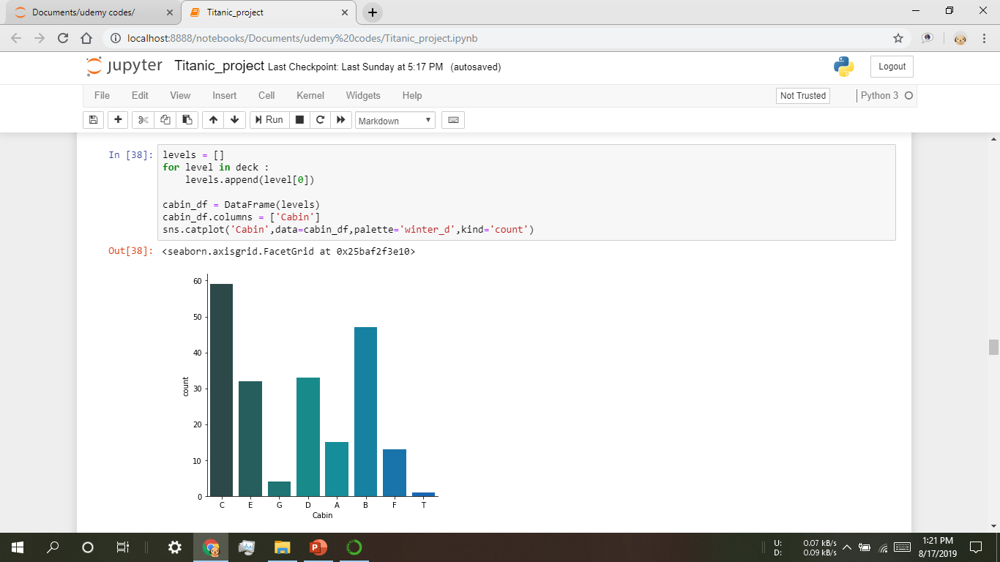 Documents/udemy codes/
Titanic_project
localhost:8888/notebooks/Documents/udemy%20codes/Titanic_project.ipynb
jupyter Titanic_project Last Checkpoint: Last Sunday at 5:17 PM (autosaved)
Logout
File Edit View Insert Cell Kernel Widgets Help
Not Trusted
Python 3
Run
Markdown
In [38]:
levels = []
for level in deck :
    levels.append(level[0])
cabin_df = DataFrame(levels)
cabin_df.columns = ['Cabin']
sns.catplot('Cabin',data=cabin_df,palette='winter_d',kind='count')
Out[38]: <seaborn.axisgrid.FacetGrid at 0x25baf2f3e10>
60
50
40
30
20
10
0
count
C E G D A B F T
Cabin
U: 0.07 kB/s
D: 0.09 kB/s
1:21 PM
8/17/2019